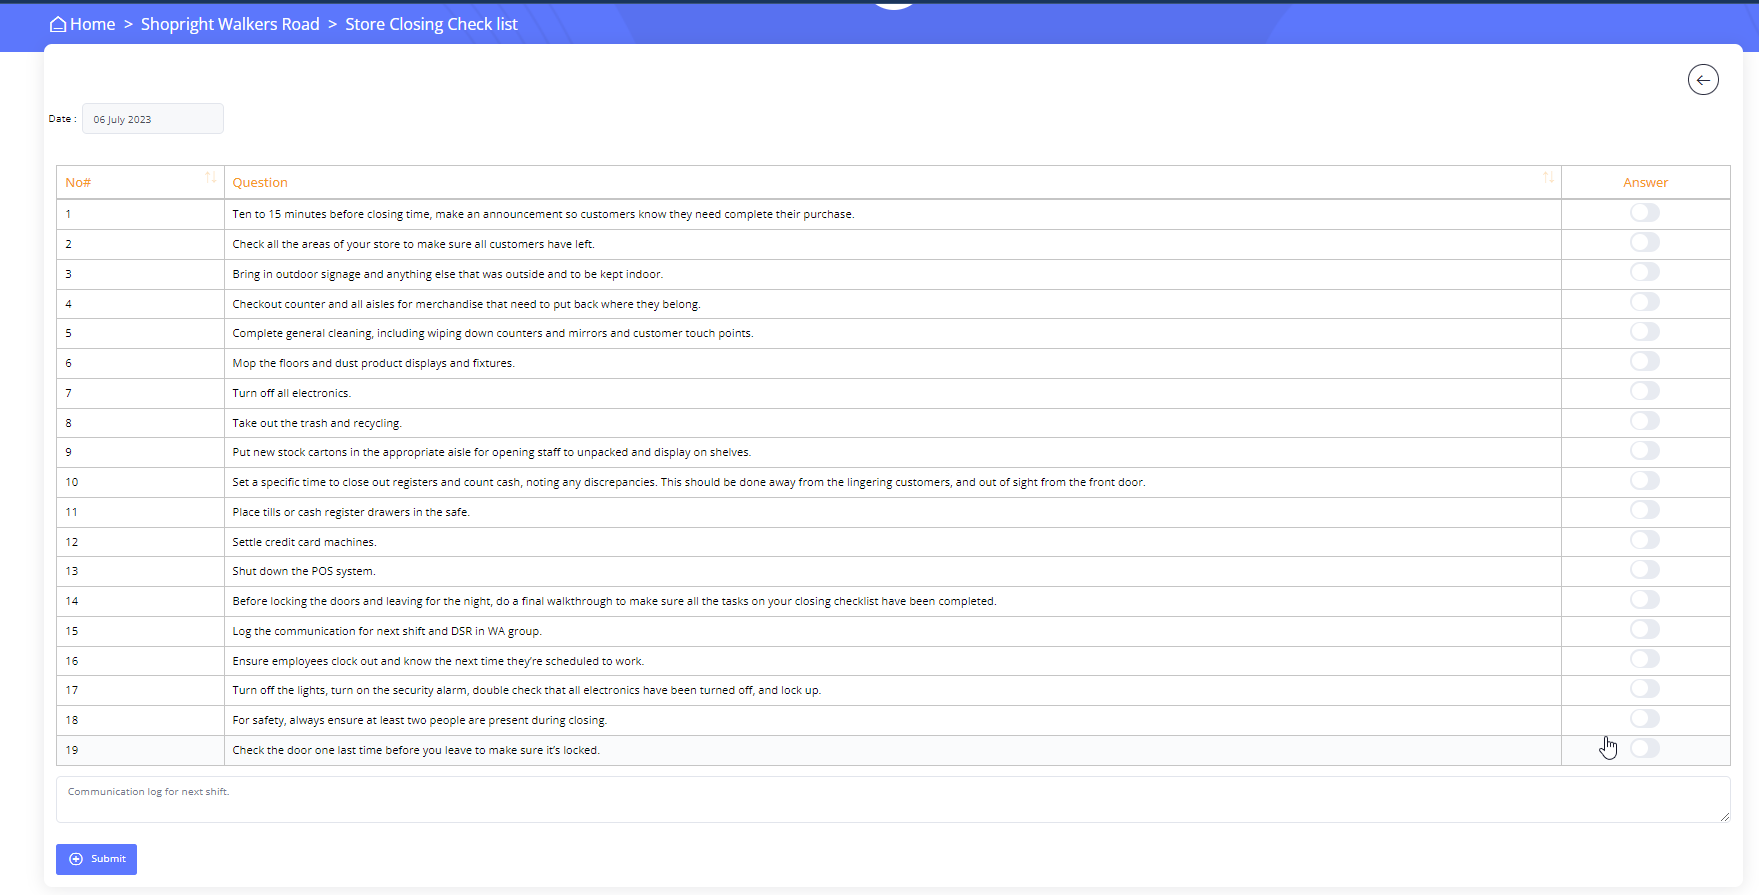 Home > Shopright Walkers Road > Store Closing Check list
Date : 06 July 2023
No# Question Answer
1 Ten to 15 minutes before closing time, make an announcement so customers know they need complete their purchase.
2 Check all the areas of your store to make sure all customers have left.
3 Bring in outdoor signage and anything else that was outside and to be kept indoor.
4 Checkout counter and all aisles for merchandise that need to put back where they belong.
5 Complete general cleaning, including wiping down counters and mirrors and customer touch points.
6 Mop the floors and dust product displays and fixtures.
7 Turn off all electronics.
8 Take out the trash and recycling.
9 Put new stock cartons in the appropriate aisle for opening staff to unpacked and display on shelves.
10 Set a specific time to close out registers and count cash, noting any discrepancies. This should be done away from the lingering customers, and out of sight from the front door.
11 Place tills or cash register drawers in the safe.
12 Settle credit card machines.
13 Shut down the POS system.
14 Before locking the doors and leaving for the night, do a final walkthrough to make sure all the tasks on your closing checklist have been completed.
15 Log the communication for next shift and DSR in WA group.
16 Ensure employees clock out and know the next time they’re scheduled to work.
17 Turn off the lights, turn on the security alarm, double check that all electronics have been turned off, and lock up.
18 For safety, always ensure at least two people are present during closing.
19 Check the door one last time before you leave to make sure it’s locked.
Communication log for next shift.
Submit